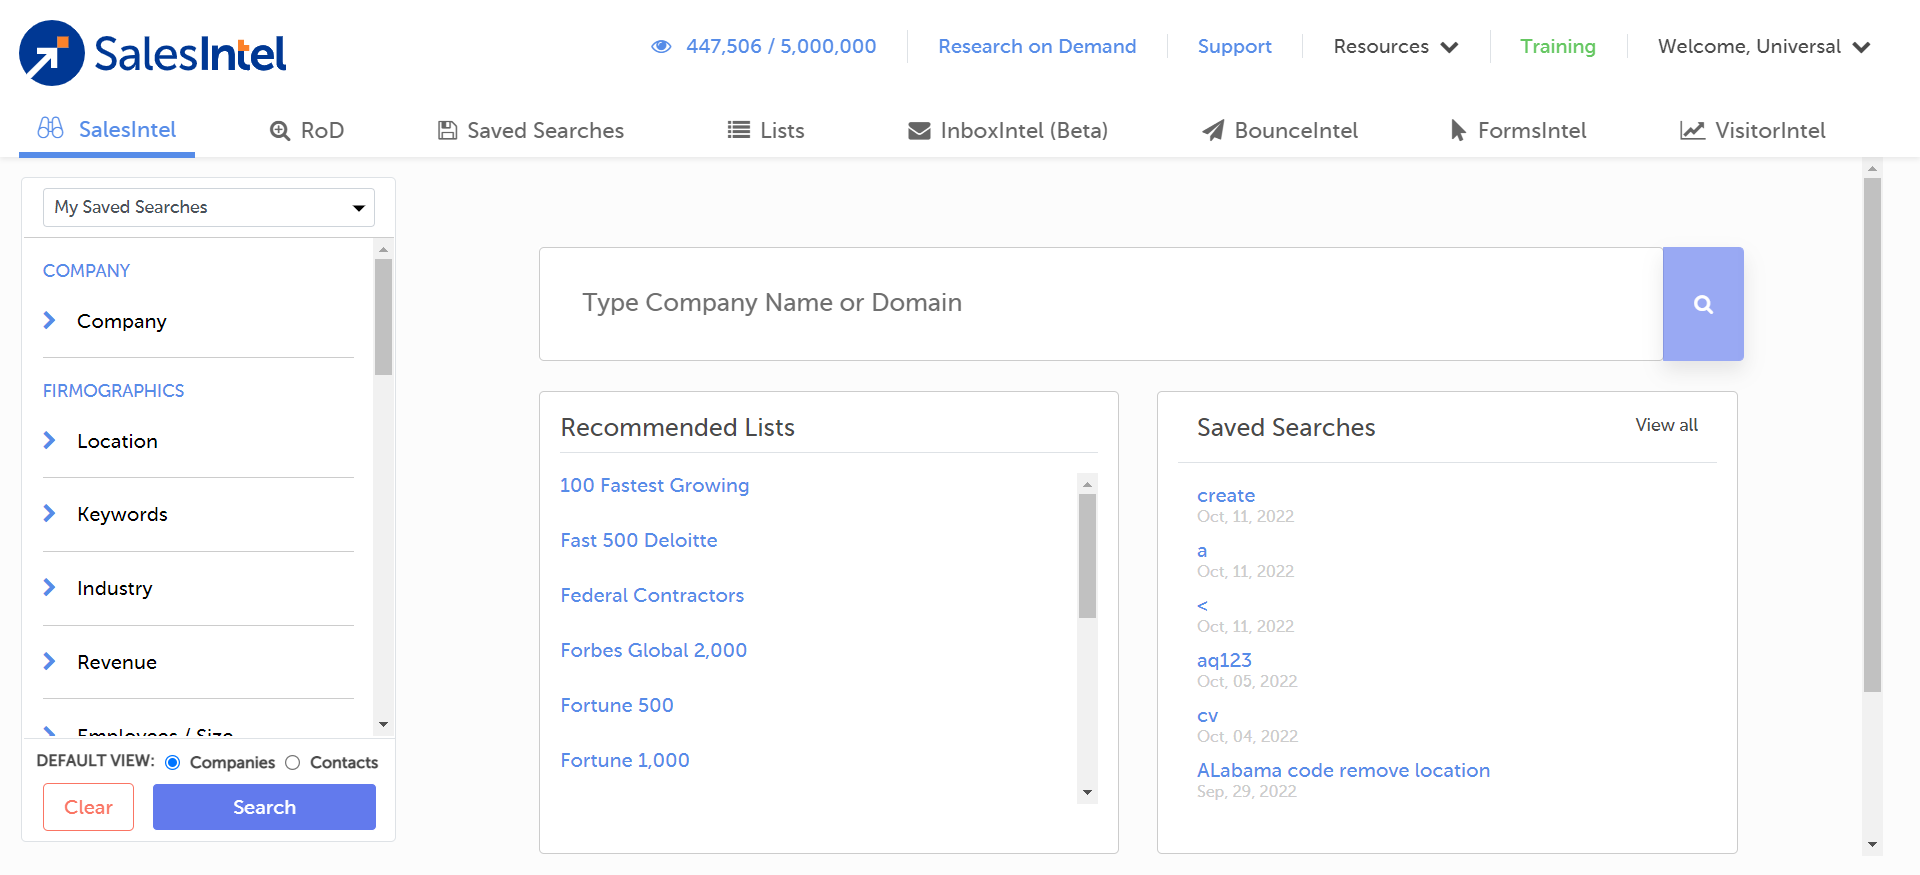 SalesIntel
447,506 / 5,000,000
Research on Demand
Support
Resources
Training
Welcome, Universal
SalesIntel
RoD
Saved Searches
Lists
InboxIntel (Beta)
BounceIntel
FormsIntel
VisitorIntel
My Saved Searches
COMPANY
Company
FIRMOGRAPHICS
Location
Keywords
Industry
Revenue
Employees / Size
DEFAULT VIEW:
Companies
Contacts
Clear
Search
Type Company Name or Domain
Recommended Lists
100 Fastest Growing
Fast 500 Deloitte
Federal Contractors
Forbes Global 2,000
Fortune 500
Fortune 1,000
Saved Searches
View all
create
Oct, 11, 2022
a
Oct, 11, 2022
<
Oct, 11, 2022
aq123
Oct, 05, 2022
cv
Oct, 04, 2022
ALabama code remove location
Sep, 29, 2022